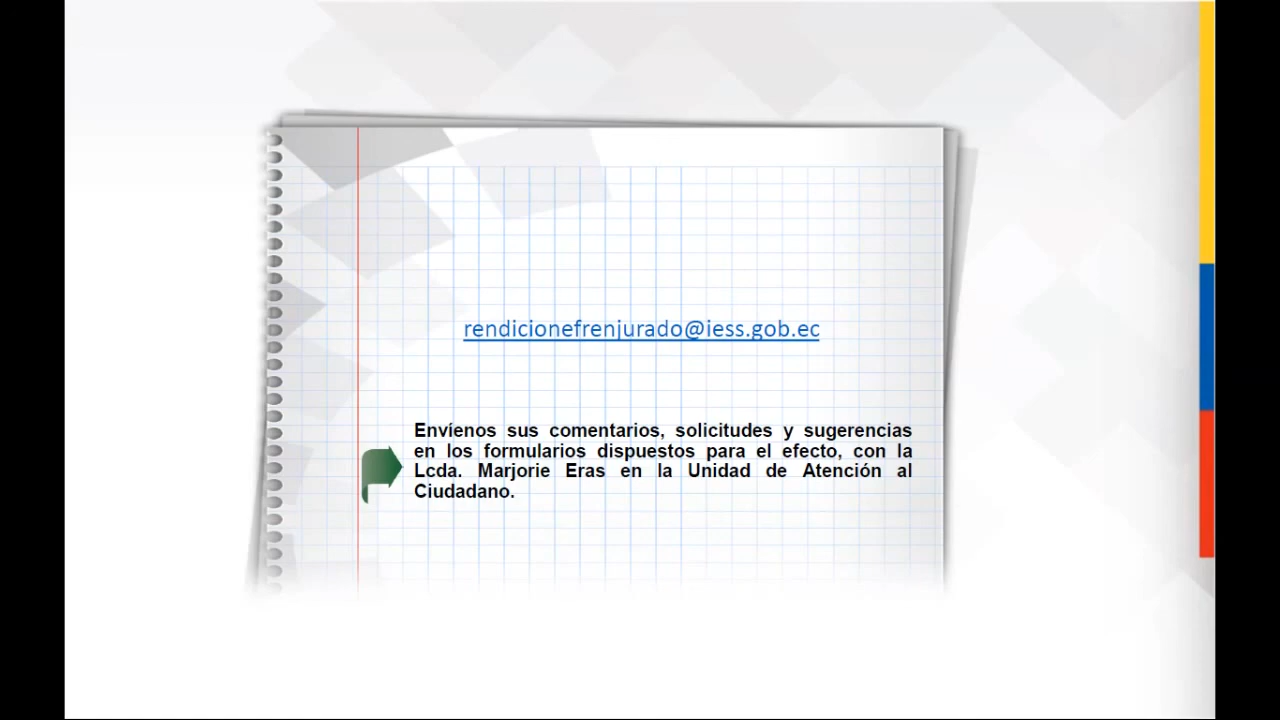 rendicionefrenjurado@iess.gob.ec
Envíenos sus comentarios, solicitudes y sugerencias
en los formularios dispuestos para el efecto, con la
Lcda. Marjorie Eras en la Unidad de Atención al
Ciudadano.